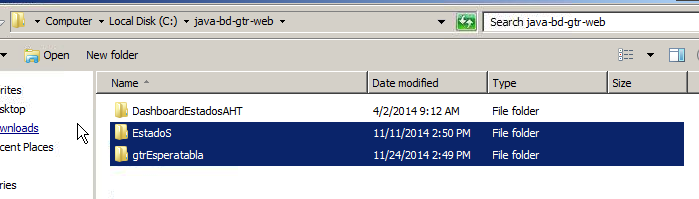 Computer ▸ Local Disk (C:) ▸ java-bd-gtr-web ▸
Search java-bd-gtr-web
Open
New folder
Name
Date modified
Type
Size
DashboardEstadosAHT 4/2/2014 9:12 AM File folder
EstadoS 11/11/2014 2:50 PM File folder
gtrEsperatabla 11/24/2014 2:49 PM File folder
rites
sktop
wnloads
cent Places
ries